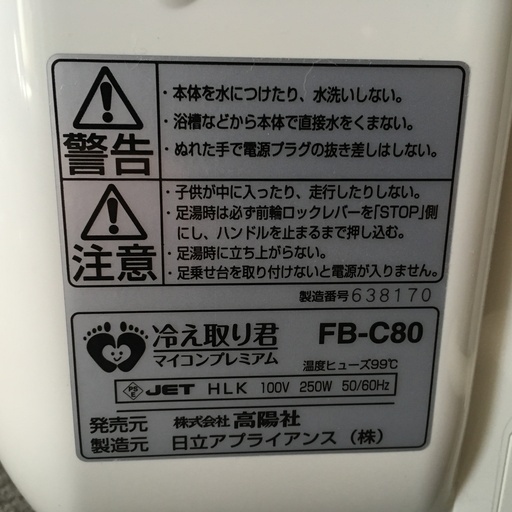 警告
・本体を水につけたり、水洗いしない。
・浴槽などから本体で直接水をくまない。
・ぬれた手で電源プラグの抜き差しはしない。
注意
・子供が中に入ったり、走行したりしない。
・足湯時は必ず前輪ロックレバーを「STOP」側
にし、ハンドルを止まるまで押し込む。
・足湯時に立ち上がらない。
・足乗せ台を取り付けないと電源が入りません。
製造番号 638170
冷え取り君 FB-C80
マイコンプレミアム 温度ヒューズ99℃
PSE JET HLK 100V 250W 50/60Hz
発売元 株式会社 高陽社
製造元 日立アプライアンス(株)